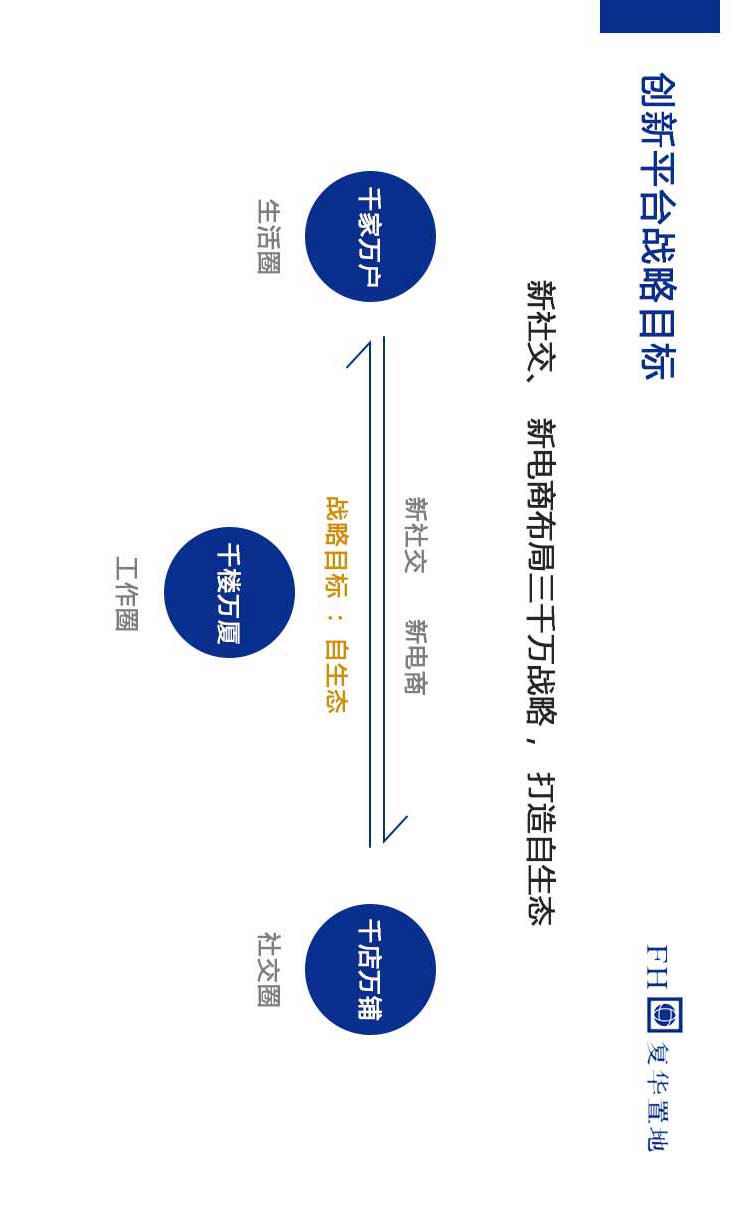 创新平台战略目标
FH 复华置地
新社交、 新电商布局三千万战略， 打造自生态
新社交 新电商
千家万户
千店万铺
战略目标： 自生态
生活圈
社交圈
千楼万厦
工作圈